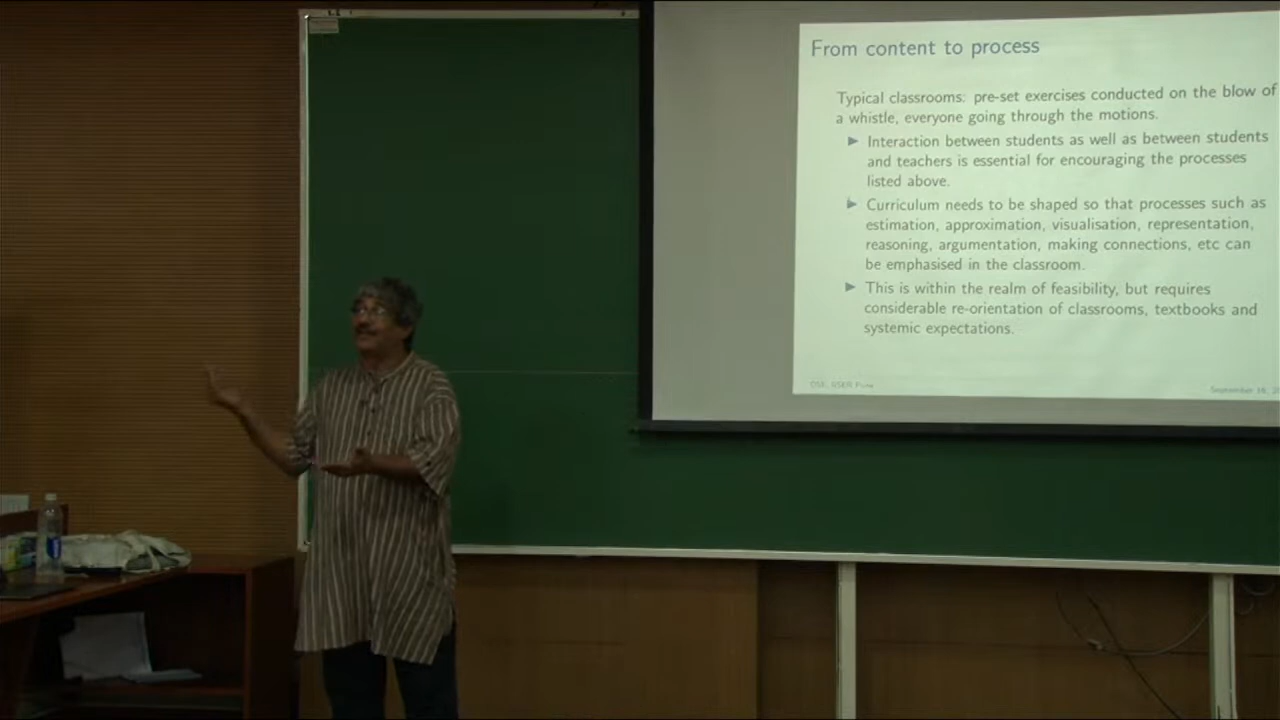 From content to process
Typical classrooms: pre-set exercises conducted on the blow of
a whistle, everyone going through the motions.
Interaction between students as well as between students
and teachers is essential for encouraging the processes
listed above.
Curriculum needs to be shaped so that processes such as
estimation, approximation, visualisation, representation,
reasoning, argumentation, making connections, etc can
be emphasised in the classroom.
This is within the realm of feasibility, but requires
considerable re-orientation of classrooms, textbooks and
systemic expectations.
IISER Pune
September 16,